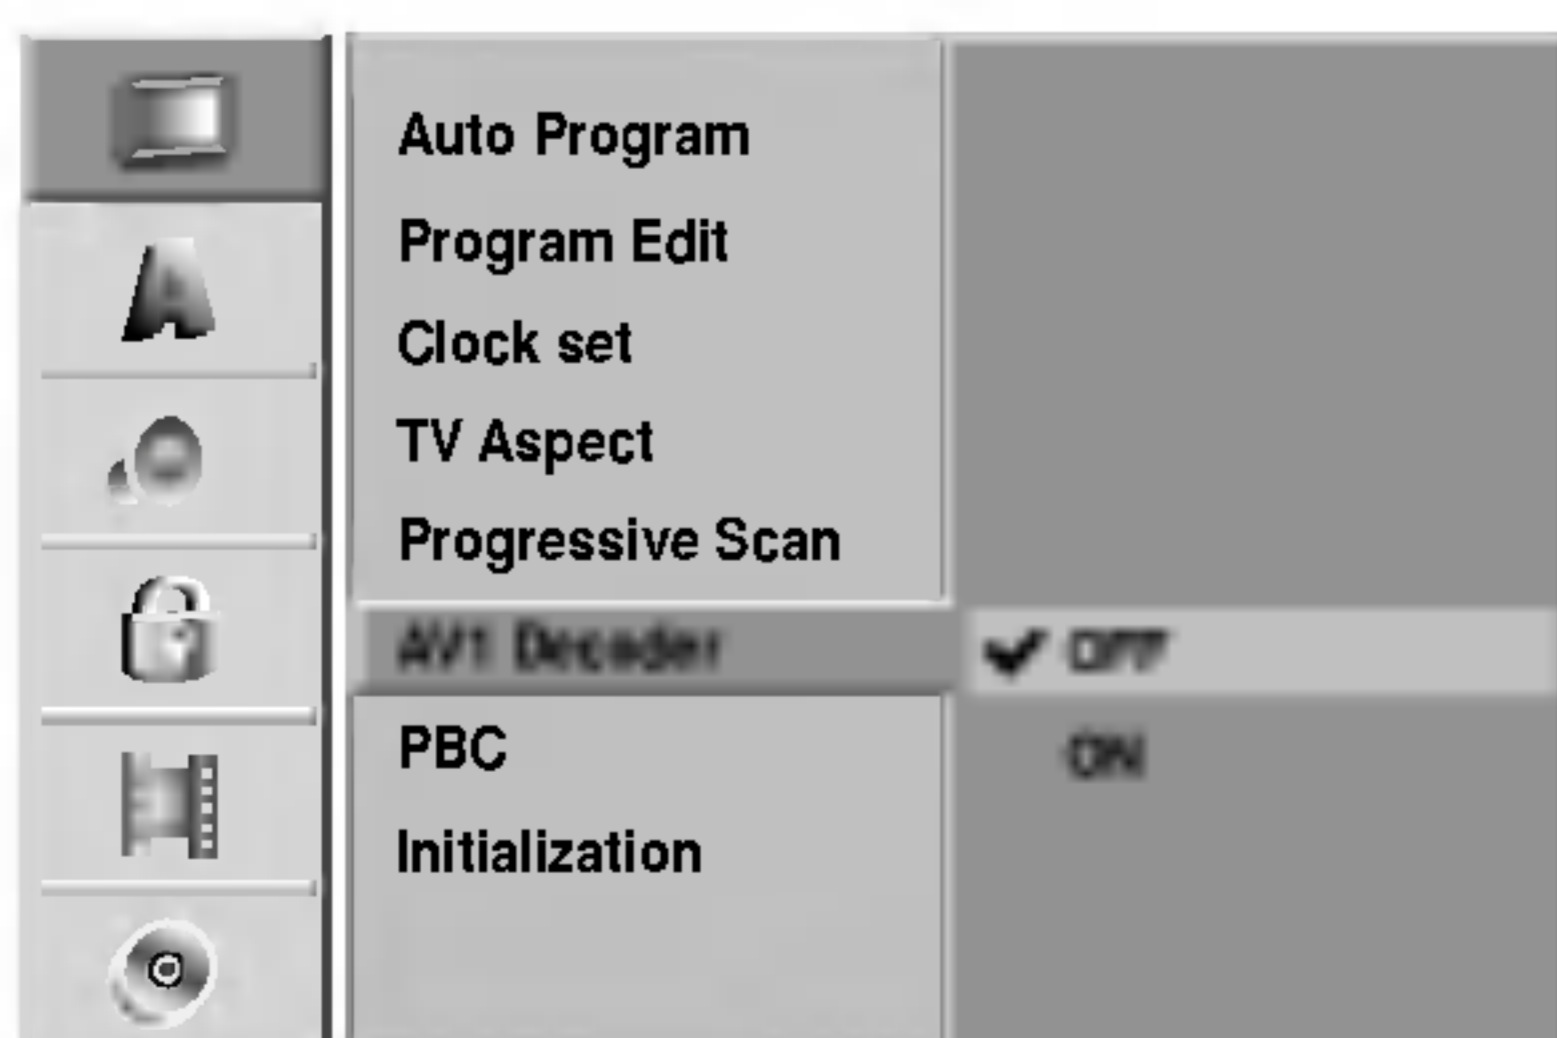 Auto Program
Program Edit
Clock set
TV Aspect
Progressive Scan
AV1 Decoder
OFF
ON
PBC
Initialization